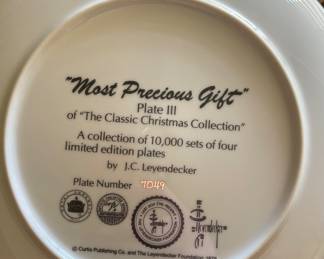 "Most Precious Gift"
Plate III
of "The Classic Christmas Collection"
A collection of 10,000 sets of four
limited edition plates
by J.C. Leyendecker
Plate Number 7049
© Curtis Publishing Co. and The Leyendecker Foundation